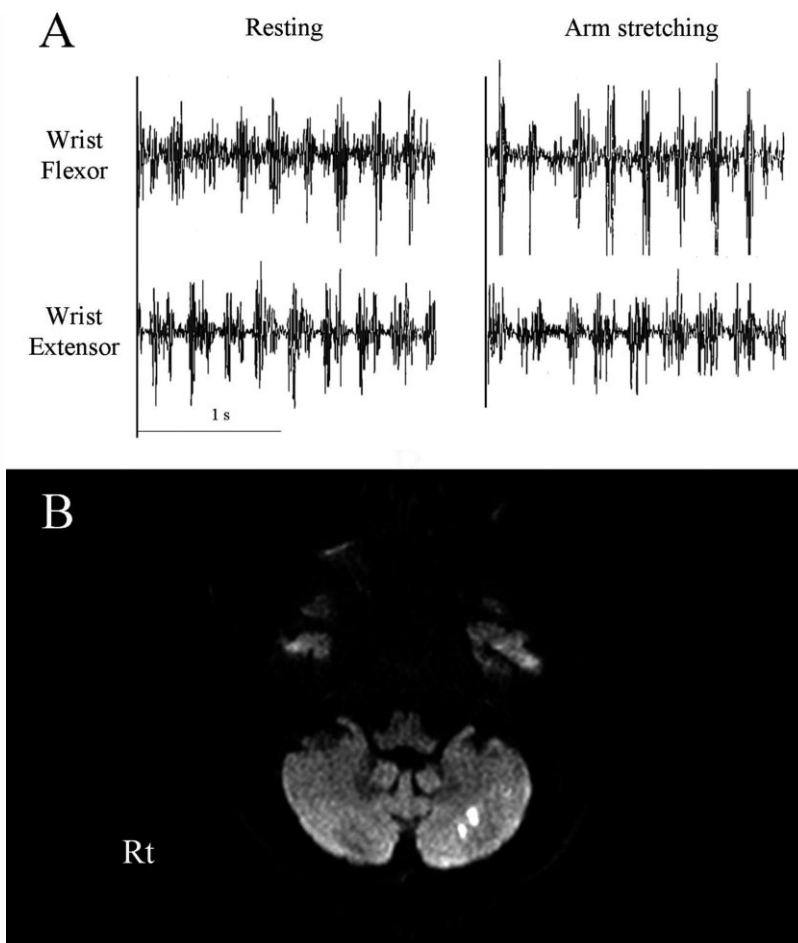 A
Resting
Arm stretching
Wrist
Flexor
Wrist
Extensor
1 s
B
Rt